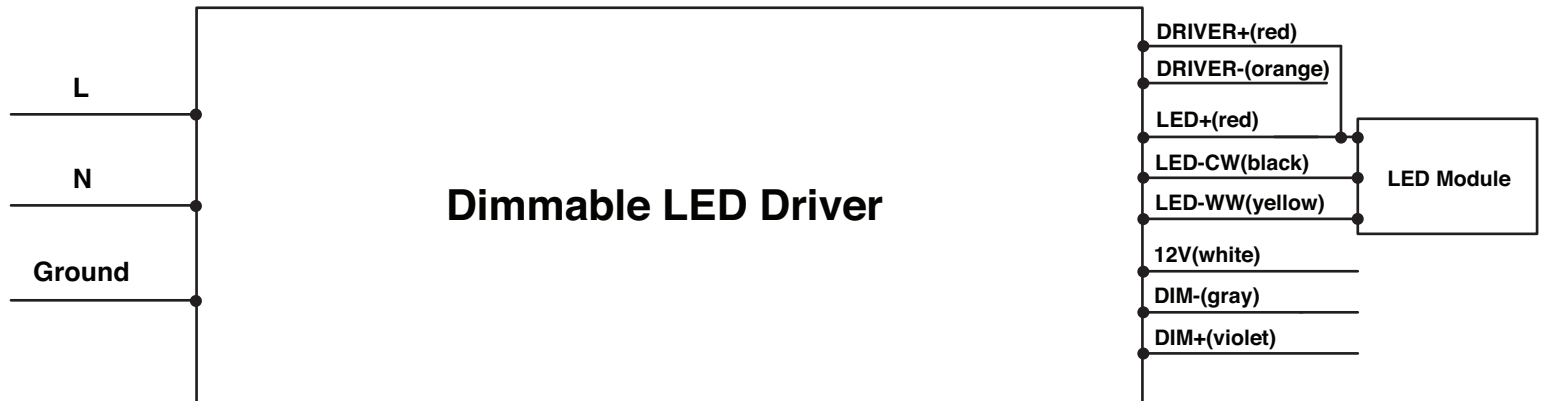 L
N
Ground
Dimmable LED Driver
DRIVER+(red)
DRIVER-(orange)
LED+(red)
LED-CW(black)
LED-WW(yellow)
12V(white)
DIM-(gray)
DIM+(violet)
LED Module